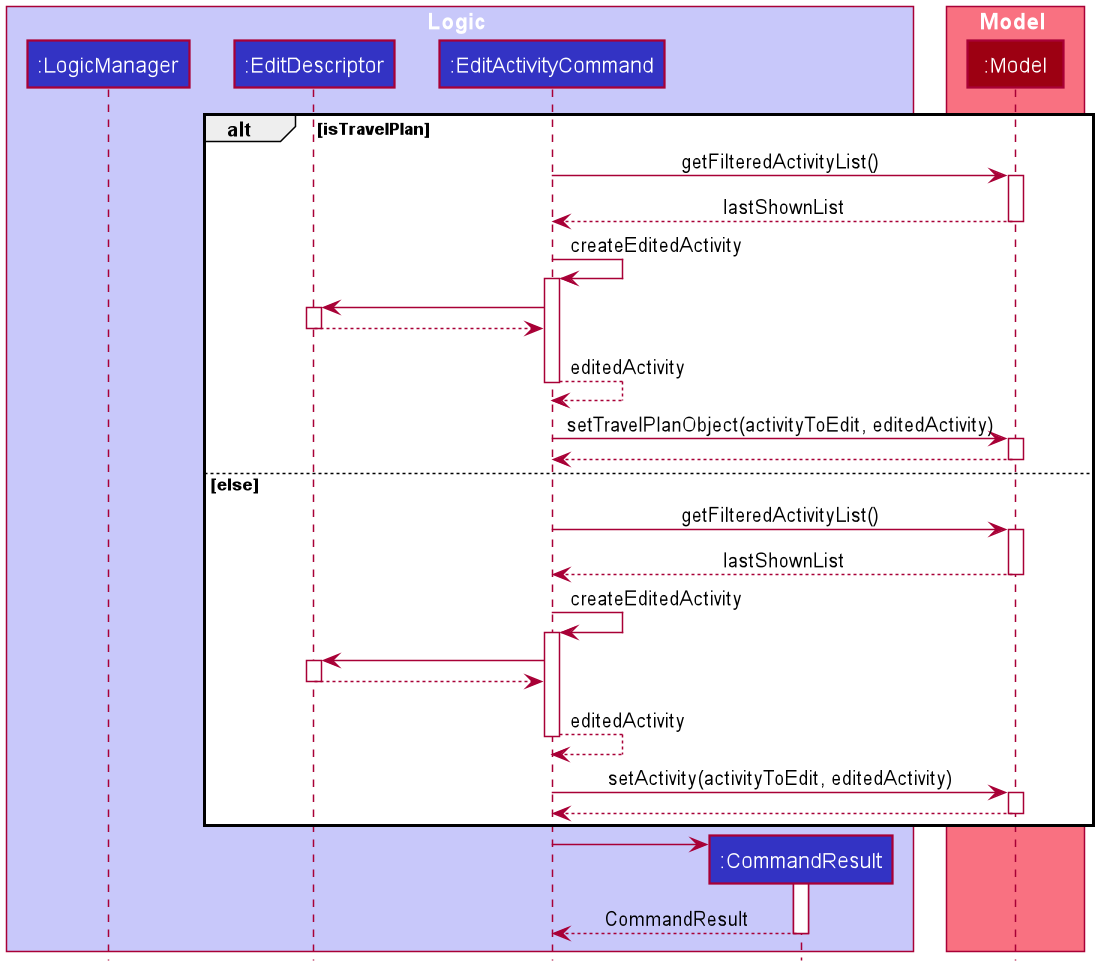 Logic
Model
:LogicManager
:EditDescriptor
:EditActivityCommand
:Model
alt
[isTravelPlan]
getFilteredActivityList()
lastShownList
createEditedActivity
editedActivity
setTravelPlanObject(activityToEdit, editedActivity)
[else]
getFilteredActivityList()
lastShownList
createEditedActivity
editedActivity
setActivity(activityToEdit, editedActivity)
:CommandResult
CommandResult